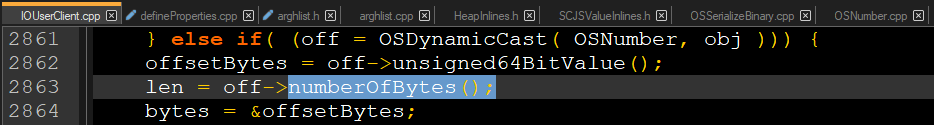 IOUserClient.cpp defineProperties.cpp arghlist.h arghlist.cpp HeapInlines.h SCJSValueInlines.h OSSerializeBinary.cpp OSNumber.cpp
2861 } else if( (off = OSDynamicCast( OSNumber, obj ))) {
2862 offsetBytes = off->unsigned64BitValue();
2863 len = off->numberOfBytes();
2864 bytes = &offsetBytes;